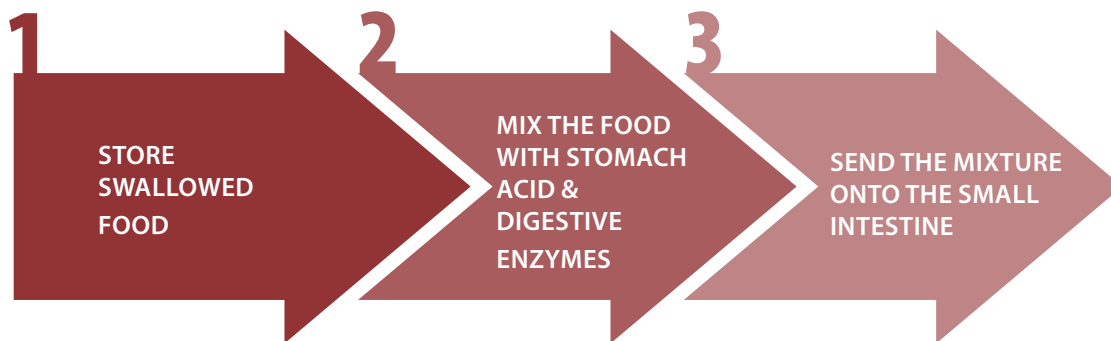 1
STORE
SWALLOWED
FOOD
2
MIX THE FOOD
WITH STOMACH
ACID &
DIGESTIVE
ENZYMES
3
SEND THE MIXTURE
ONTO THE SMALL
INTESTINE